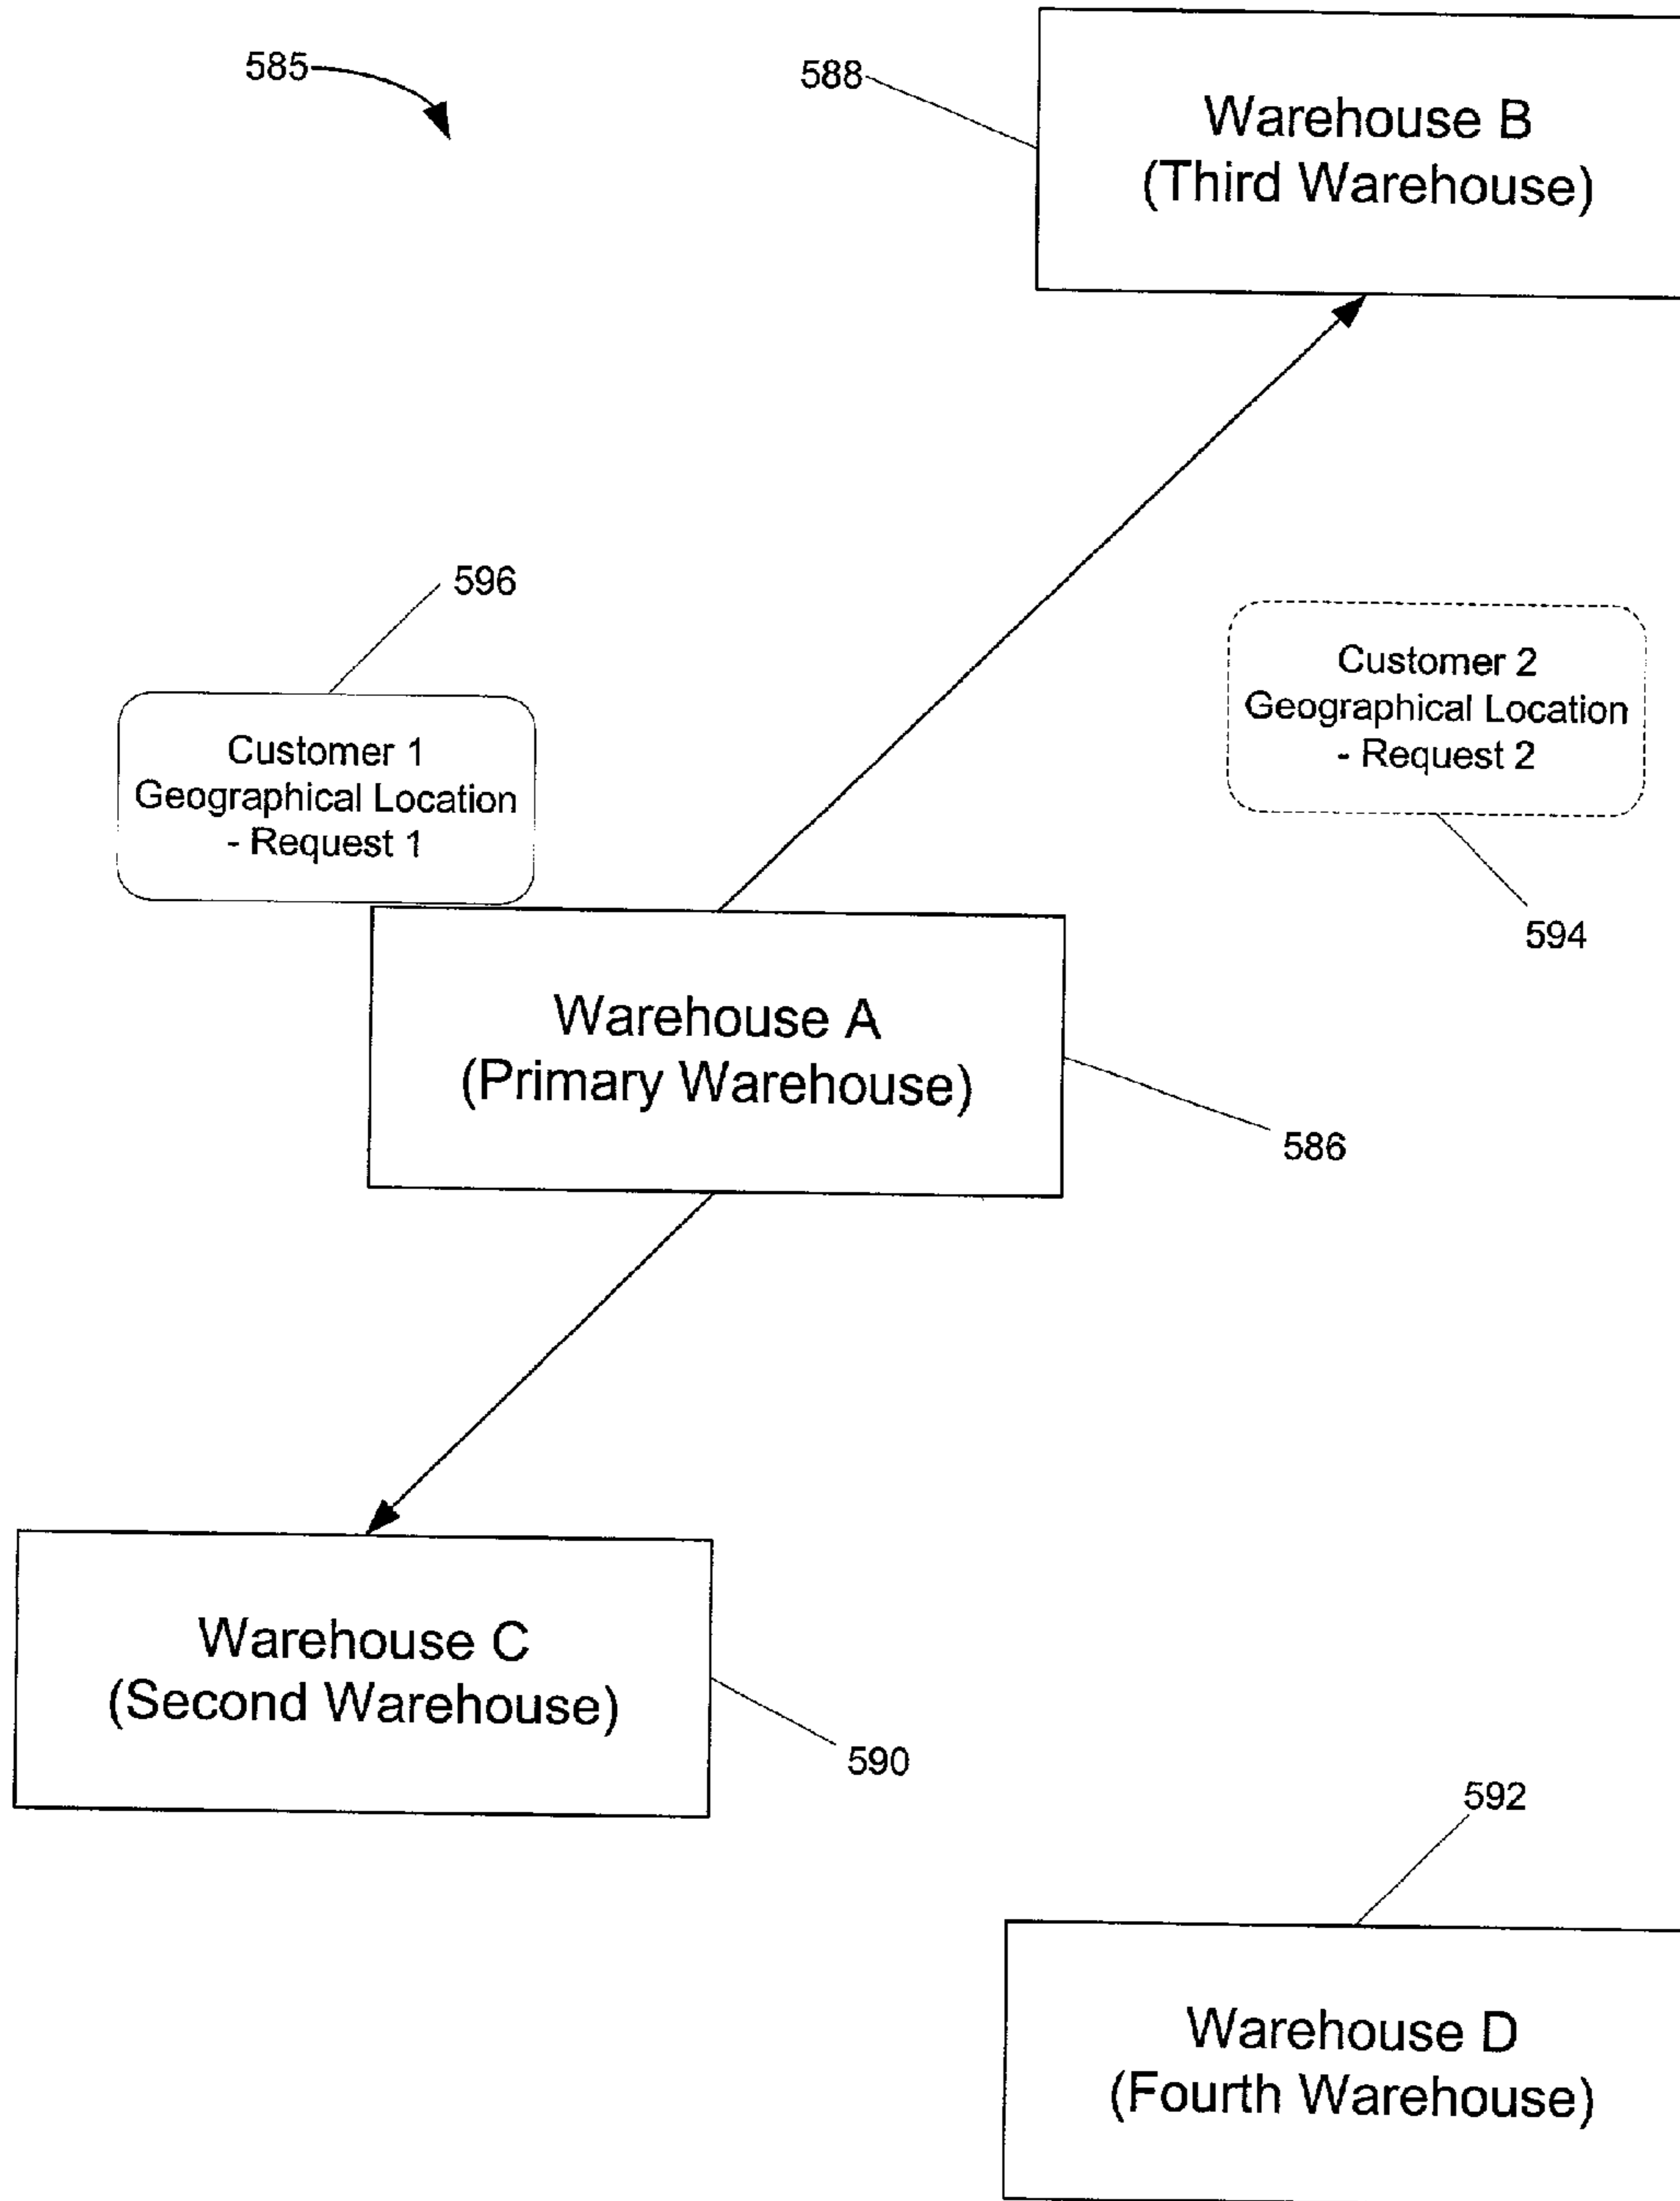 585
588
Warehouse B
(Third Warehouse)
596
Customer 1
Geographical Location
- Request 1
Customer 2
Geographical Location
- Request 2
594
Warehouse A
(Primary Warehouse)
586
Warehouse C
(Second Warehouse)
590
592
Warehouse D
(Fourth Warehouse)